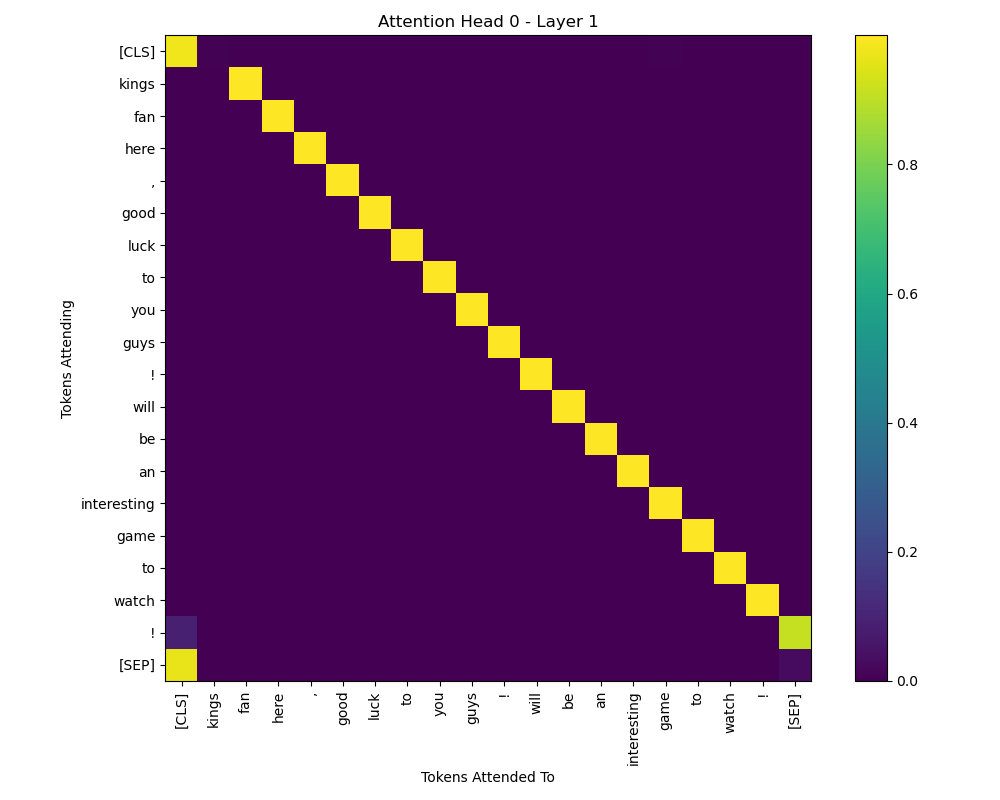 Attention Head 0 - Layer 1
[CLS]
kings
fan
here
,
good
luck
to
you
guys
!
will
be
an
interesting
game
to
watch
!
[SEP]
Tokens Attending
[CLS]
kings
fan
here
,
good
luck
to
you
guys
!
will
be
an
interesting
game
to
watch
!
[SEP]
Tokens Attended To
0.8
0.6
0.4
0.2
0.0